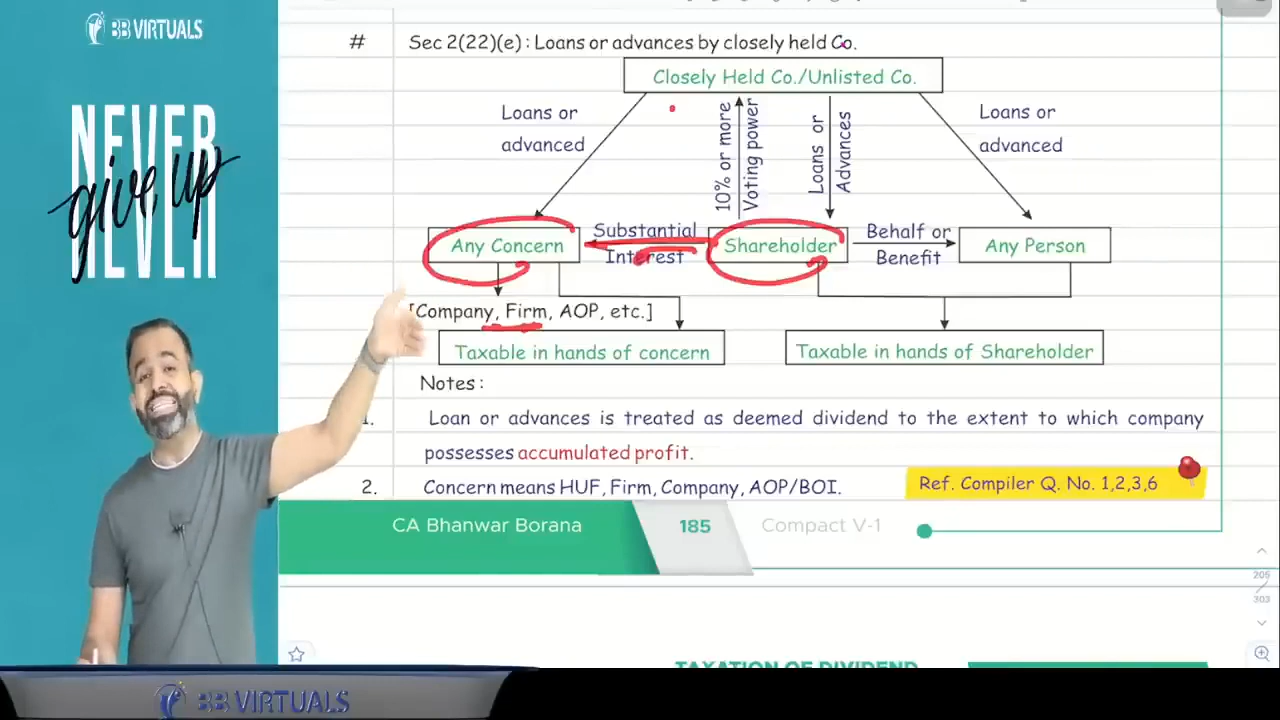 BB VIRTUALS
NEVER
give up
NEVER
# Sec 2(22)(e) : Loans or advances by closely held Co.
Closely Held Co./Unlisted Co.
Loans or
advanced
10% or more
Voting power
Loans or
Advances
Loans or
advanced
Any Concern
Substantial
Interest
Shareholder
Behalf or
Benefit
Any Person
[Company, Firm, AOP, etc.]
Taxable in hands of concern
Taxable in hands of Shareholder
Notes :
1. Loan or advances is treated as deemed dividend to the extent to which company
possesses accumulated profit.
2. Concern means HUF, Firm, Company, AOP/BOI.
Ref. Compiler Q. No. 1,2,3,6
CA Bhanwar Borana
185
Compact V-1
205
303
TAXATION OF DIVIDEND
BB VIRTUALS